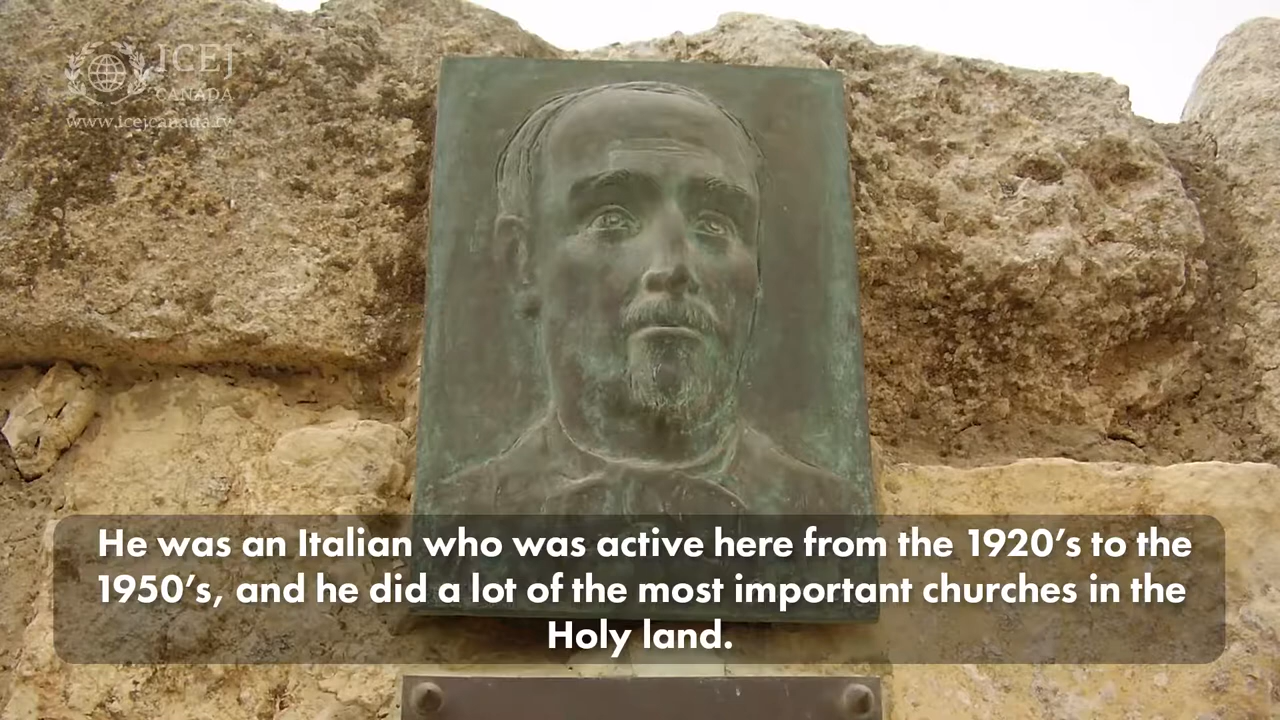 ICEJ
CANADA
www.icejcanada.tv
He was an Italian who was active here from the 1920's to the
1950's, and he did a lot of the most important churches in the
Holy land.